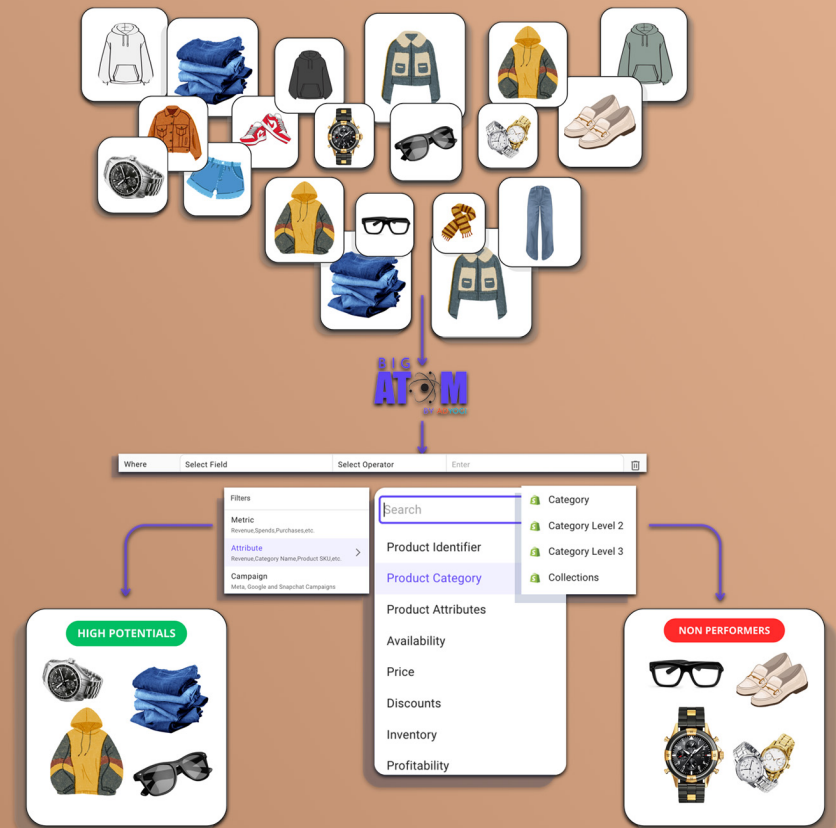 BIG
ATOM
Where
Select Field
Select Operator
Enter
Filters
Metric
Revenue,Spends,Purchases,etc.
Attribute
Revenue,Category Name,Product SKU,etc.
Campaign
Meta, Google and Snapchat Campaigns
Search
Product Identifier
Product Category
Product Attributes
Availability
Price
Discounts
Inventory
Profitability
Category
Category Level 2
Category Level 3
Collections
HIGH POTENTIALS
NON PERFORMERS